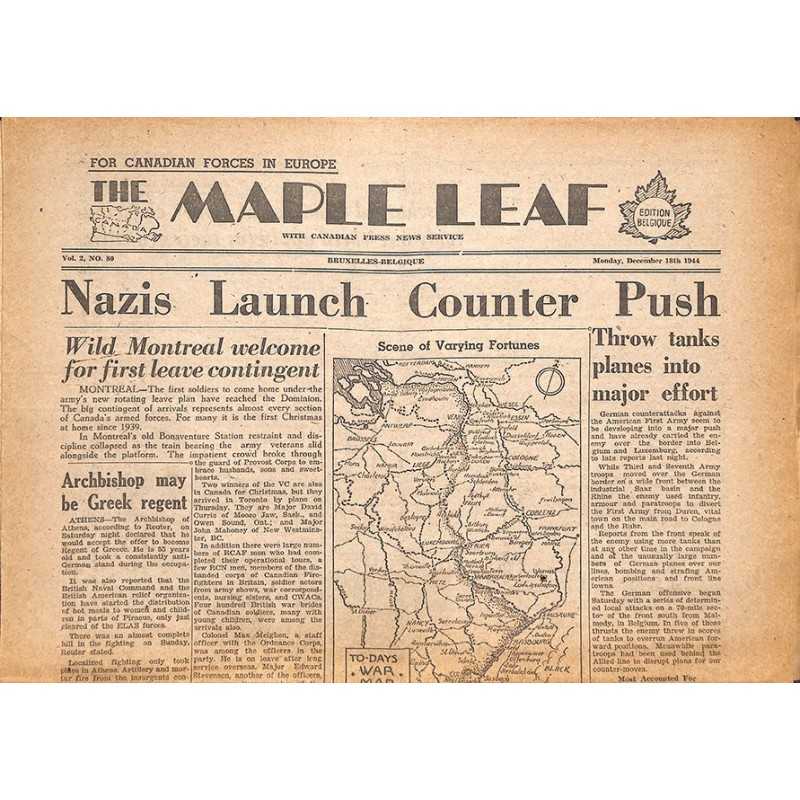 FOR CANADIAN FORCES IN EUROPE
THE MAPLE LEAF
CANADA
EDITION
BELGIQUE
WITH CANADIAN PRESS NEWS SERVICE
Vol. 2, NO. 80
BRUXELLES-BELGIQUE
Monday, December 18th 1944
Nazis Launch Counter Push
Wild Montreal welcome
for first leave contingent
MONTREAL—The first soldiers to come home under the
army's new rotating leave plan have reached the Dominion.
The big contingent of arrivals represents almost every section
of Canada's armed forces. For many it is the first Christmas
at home since 1939.
In Montreal's old Bonaventure Station restraint and dis-
cipline collapsed as the train bearing the army veterans slid
alongside the platform. The impatient crowd broke through
the guard of Provost Corps to em-
brace husbands, sons and sweet-
hearts.
Two winners of the VC are also
in Canada for Christmas, but they
arrived in Toronto by plane on
Thursday. They are Major David
Currie of Moose Jaw, Sask., and
Owen Sound, Ont.; and Major
John Mahoney of New Westmins-
ter, BC.
In addition there were large num-
bers of RCAF men who had com-
pleted their operational tours, a
few RCN men, members of the dis-
banded corps of Canadian Fire-
fighters in Britain, soldier actors
from army shows, war correspond-
ents, nursing sisters, and CWACs.
Four hundred British war brides
of Canadian soldiers, many with
young children, were among the
arrivals also.
Colonel Max Meighen, a staff
officer with the Ordnance Corps,
was among the officers in the
party. He is on leave after long
service overseas. Major Edward
Stevenson, another of the officers,
Archbishop may
be Greek regent
ATHENS—The Archbishop of
Athens, according to Reuter, on
Saturday night declared that he
would accept the offer to become
Regent of Greece. He is 55 years
old and took a consistently anti-
German stand during the occupa-
tion.
It was also reported that the
British Naval Command and the
British American relief organisa-
tion have started the distribution
of hot meals to women and child-
ren in parts of Piraeus, only just
cleared of the ELAS forces.
There was an almost complete
lull in the fighting on Sunday,
Reuter stated.
Localized fighting only took
place in Athens. Artillery and mor-
tar fire from the insurgents con-
Scene of Varying Fortunes
ROTTERDAM
WESEL
ESSEN
ANTWERP
BRUSSELS
COBLENZ
FRANKFURT
LUXEMBOURG
NANCY
STRASBOURG
BLACK
TO-DAYS
WAR
MAP
Throw tanks
planes into
major effort
German counterattacks against
the American First Army seem to
be developing into a major push
and have already carried the en-
emy over the border into Bel-
gium and Luxemburg, according
to late reports last night.
While Third and Seventh Army
troops moved over the German
border on a wide front between the
industrial Saar basin and the
Rhine the enemy used infantry,
armour and paratroops to divert
the First Army from Duren, vital
town on the main road to Cologne
and the Ruhr.
Reports from the front speak of
the enemy using more tanks than
at any other time in the campaign
and of unusually large num-
bers of German planes over our
lines, bombing and strafing Am-
erican positions and front line
towns.
The German offensive began
Saturday with a series of determin-
ed local attacks on a 70-mile sec-
tor of the front south from Mal-
medy, in Belgium. In five of these
thrusts the enemy threw in scores
of tanks to overrun American for-
ward positions. Meanwhile para-
troops had been used behind the
Allied line to disrupt plans for our
counter-moves.
Most Accounted For